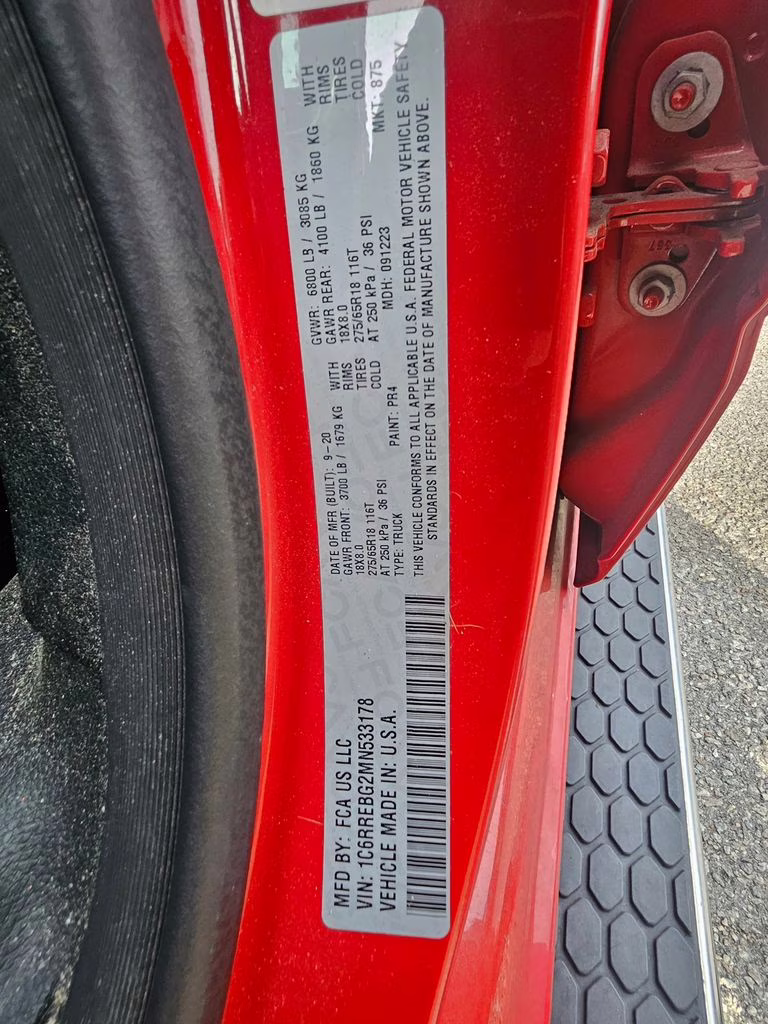 MFD BY: FCA US LLC
VIN: 1C6RREBG2MN533178
VEHICLE MADE IN: U.S.A.
DATE OF MFR (BUILT): 9-20
GAWR FRONT: 3700 LB / 1679 KG WITH
18X8.0 RIMS
275/65R18 116T TIRES
AT 250 kPa / 36 PSI COLD
TYPE: TRUCK PAINT: PR4
GVWR: 6800 LB / 3085 KG
GAWR REAR: 4100 LB / 1860 KG WITH
18X8.0 RIMS
275/65R18 116T TIRES
AT 250 kPa / 36 PSI COLD
MDH: 091223 MKT: 875
THIS VEHICLE CONFORMS TO ALL APPLICABLE U.S.A. FEDERAL MOTOR VEHICLE SAFETY
STANDARDS IN EFFECT ON THE DATE OF MANUFACTURE SHOWN ABOVE.